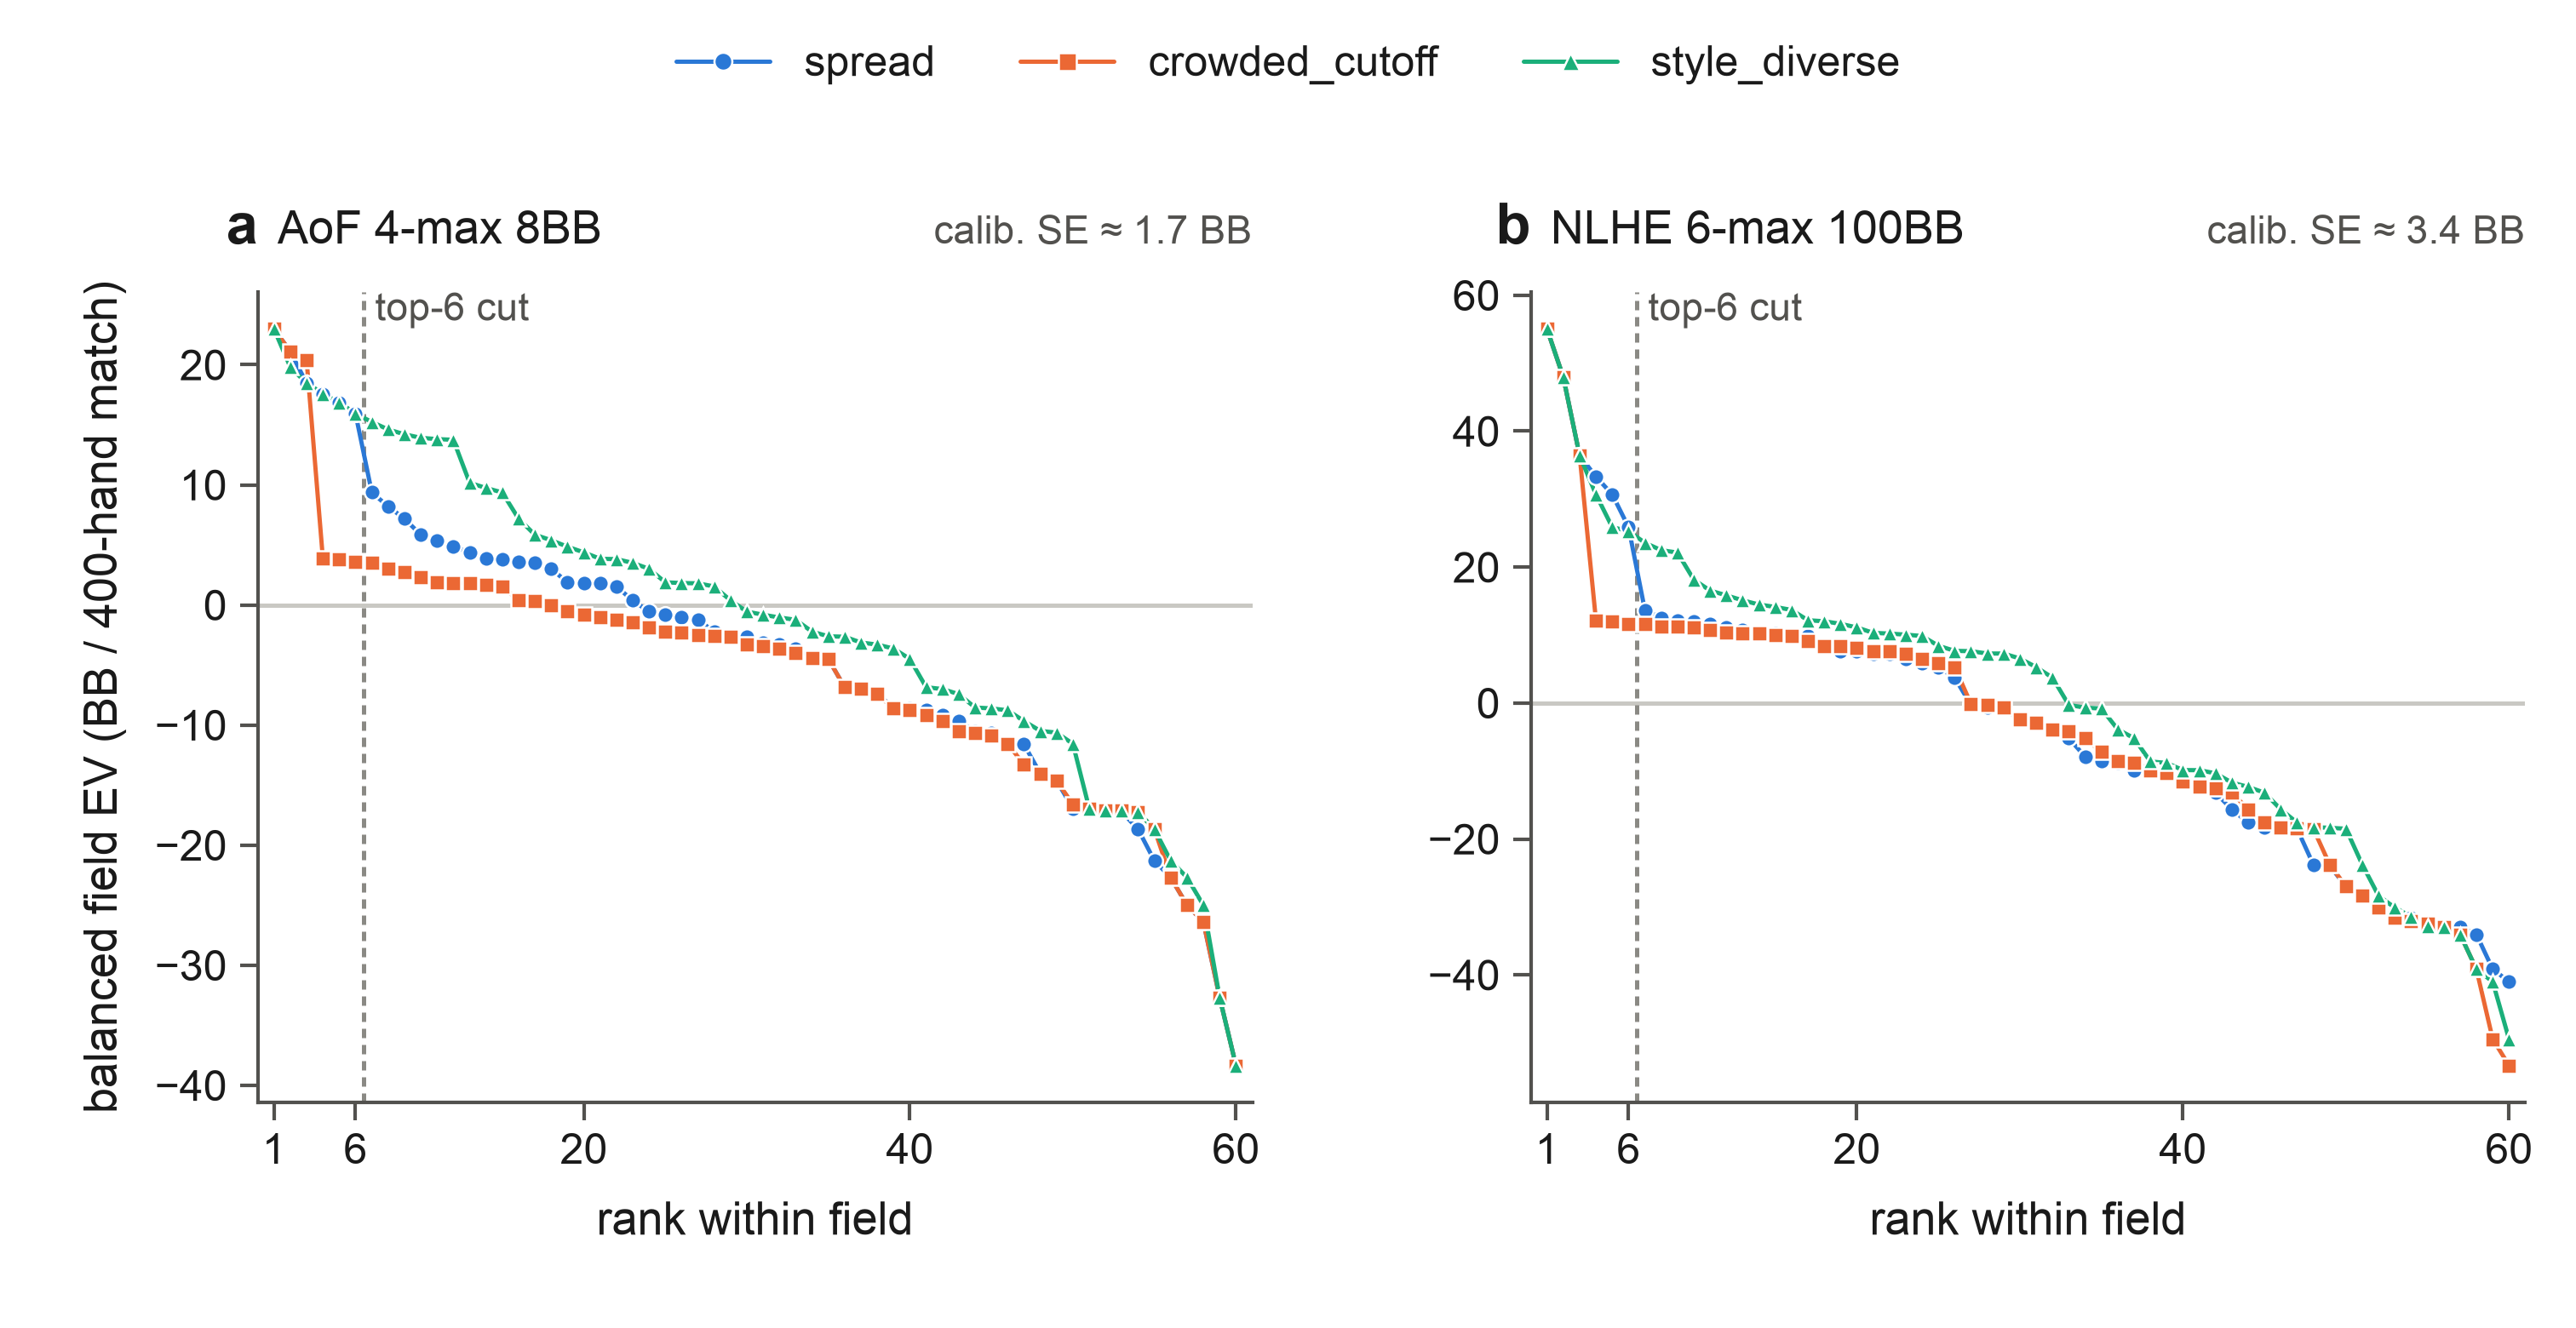 spread crowded_cutoff style_diverse
a AoF 4-max 8BB calib. SE ≈ 1.7 BB
top-6 cut
balanced field EV (BB / 400-hand match)
20
10
0
−10
−20
−30
−40
1 6 20 40 60
rank within field
b NLHE 6-max 100BB calib. SE ≈ 3.4 BB
top-6 cut
60
40
20
0
−20
−40
1 6 20 40 60
rank within field